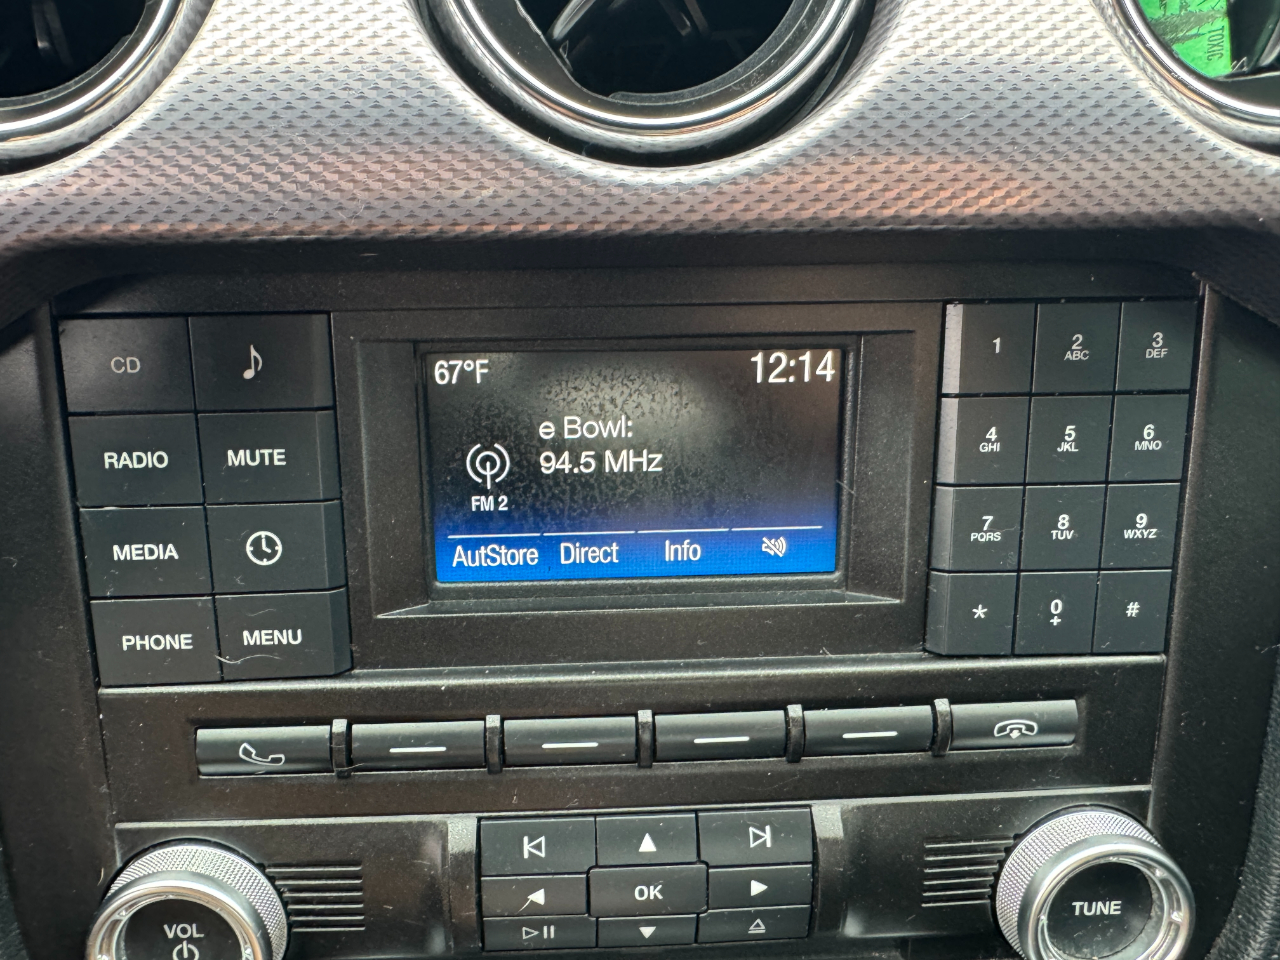 TOXIC
67°F 12:14
e Bowl:
94.5 MHz
FM 2
AutStore Direct Info
CD
RADIO MUTE
MEDIA
PHONE MENU
1 2 ABC 3 DEF
4 GHI 5 JKL 6 MNO
7 PQRS 8 TUV 9 WXYZ
* 0 + #
OK
VOL
TUNE